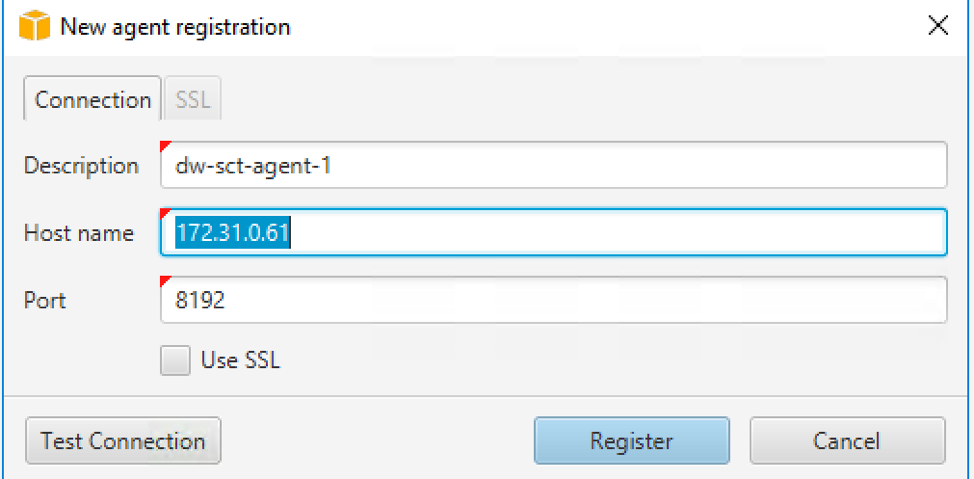 New agent registration
Connection SSL
Description dw-sct-agent-1
Host name 172.31.0.61
Port 8192
Use SSL
Test Connection Register Cancel